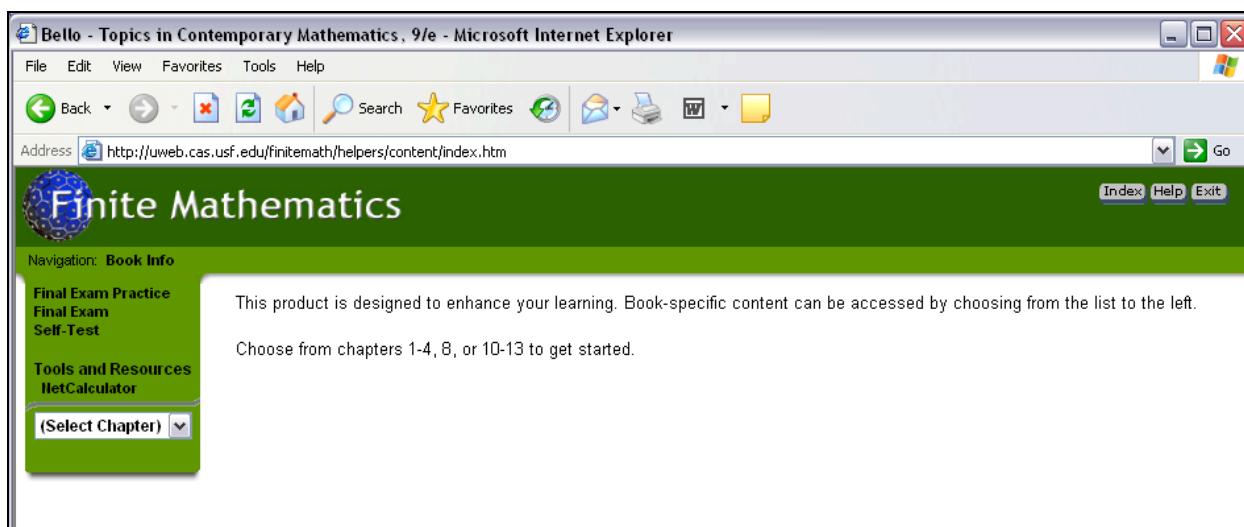 Bello - Topics in Contemporary Mathematics, 9/e - Microsoft Internet Explorer
File Edit View Favorites Tools Help
Back Search Favorites
Address http://uweb.cas.usf.edu/finitemath/helpers/content/index.htm Go
Finite Mathematics
Index Help Exit
Navigation: Book Info
Final Exam Practice
Final Exam
Self-Test
Tools and Resources
NetCalculator
(Select Chapter)
This product is designed to enhance your learning. Book-specific content can be accessed by choosing from the list to the left.
Choose from chapters 1-4, 8, or 10-13 to get started.